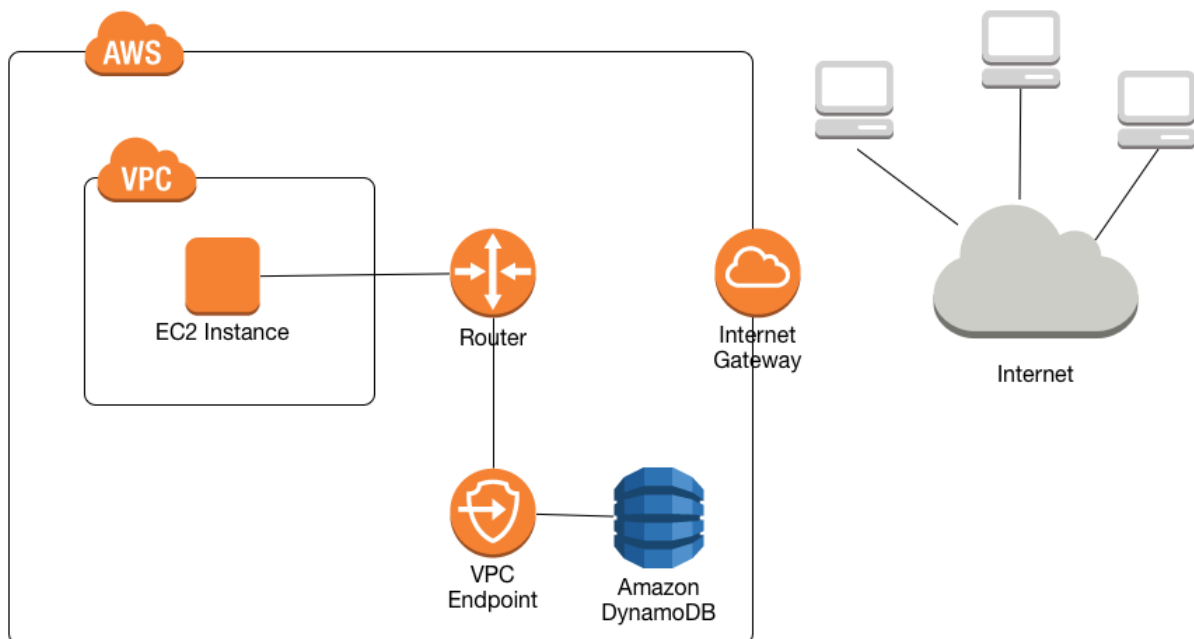 AWS
VPC
EC2 Instance
Router
Internet
Gateway
Internet
VPC
Endpoint
Amazon
DynamoDB